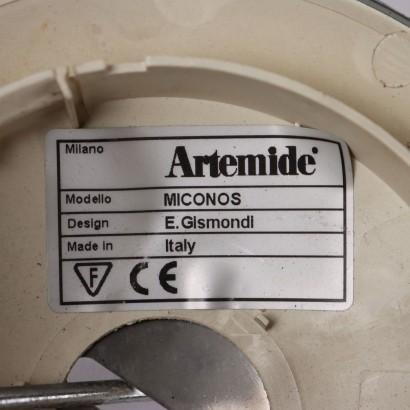 Milano Artemide
Modello MICONOS
Design E.Gismondi
Made in Italy
F CE